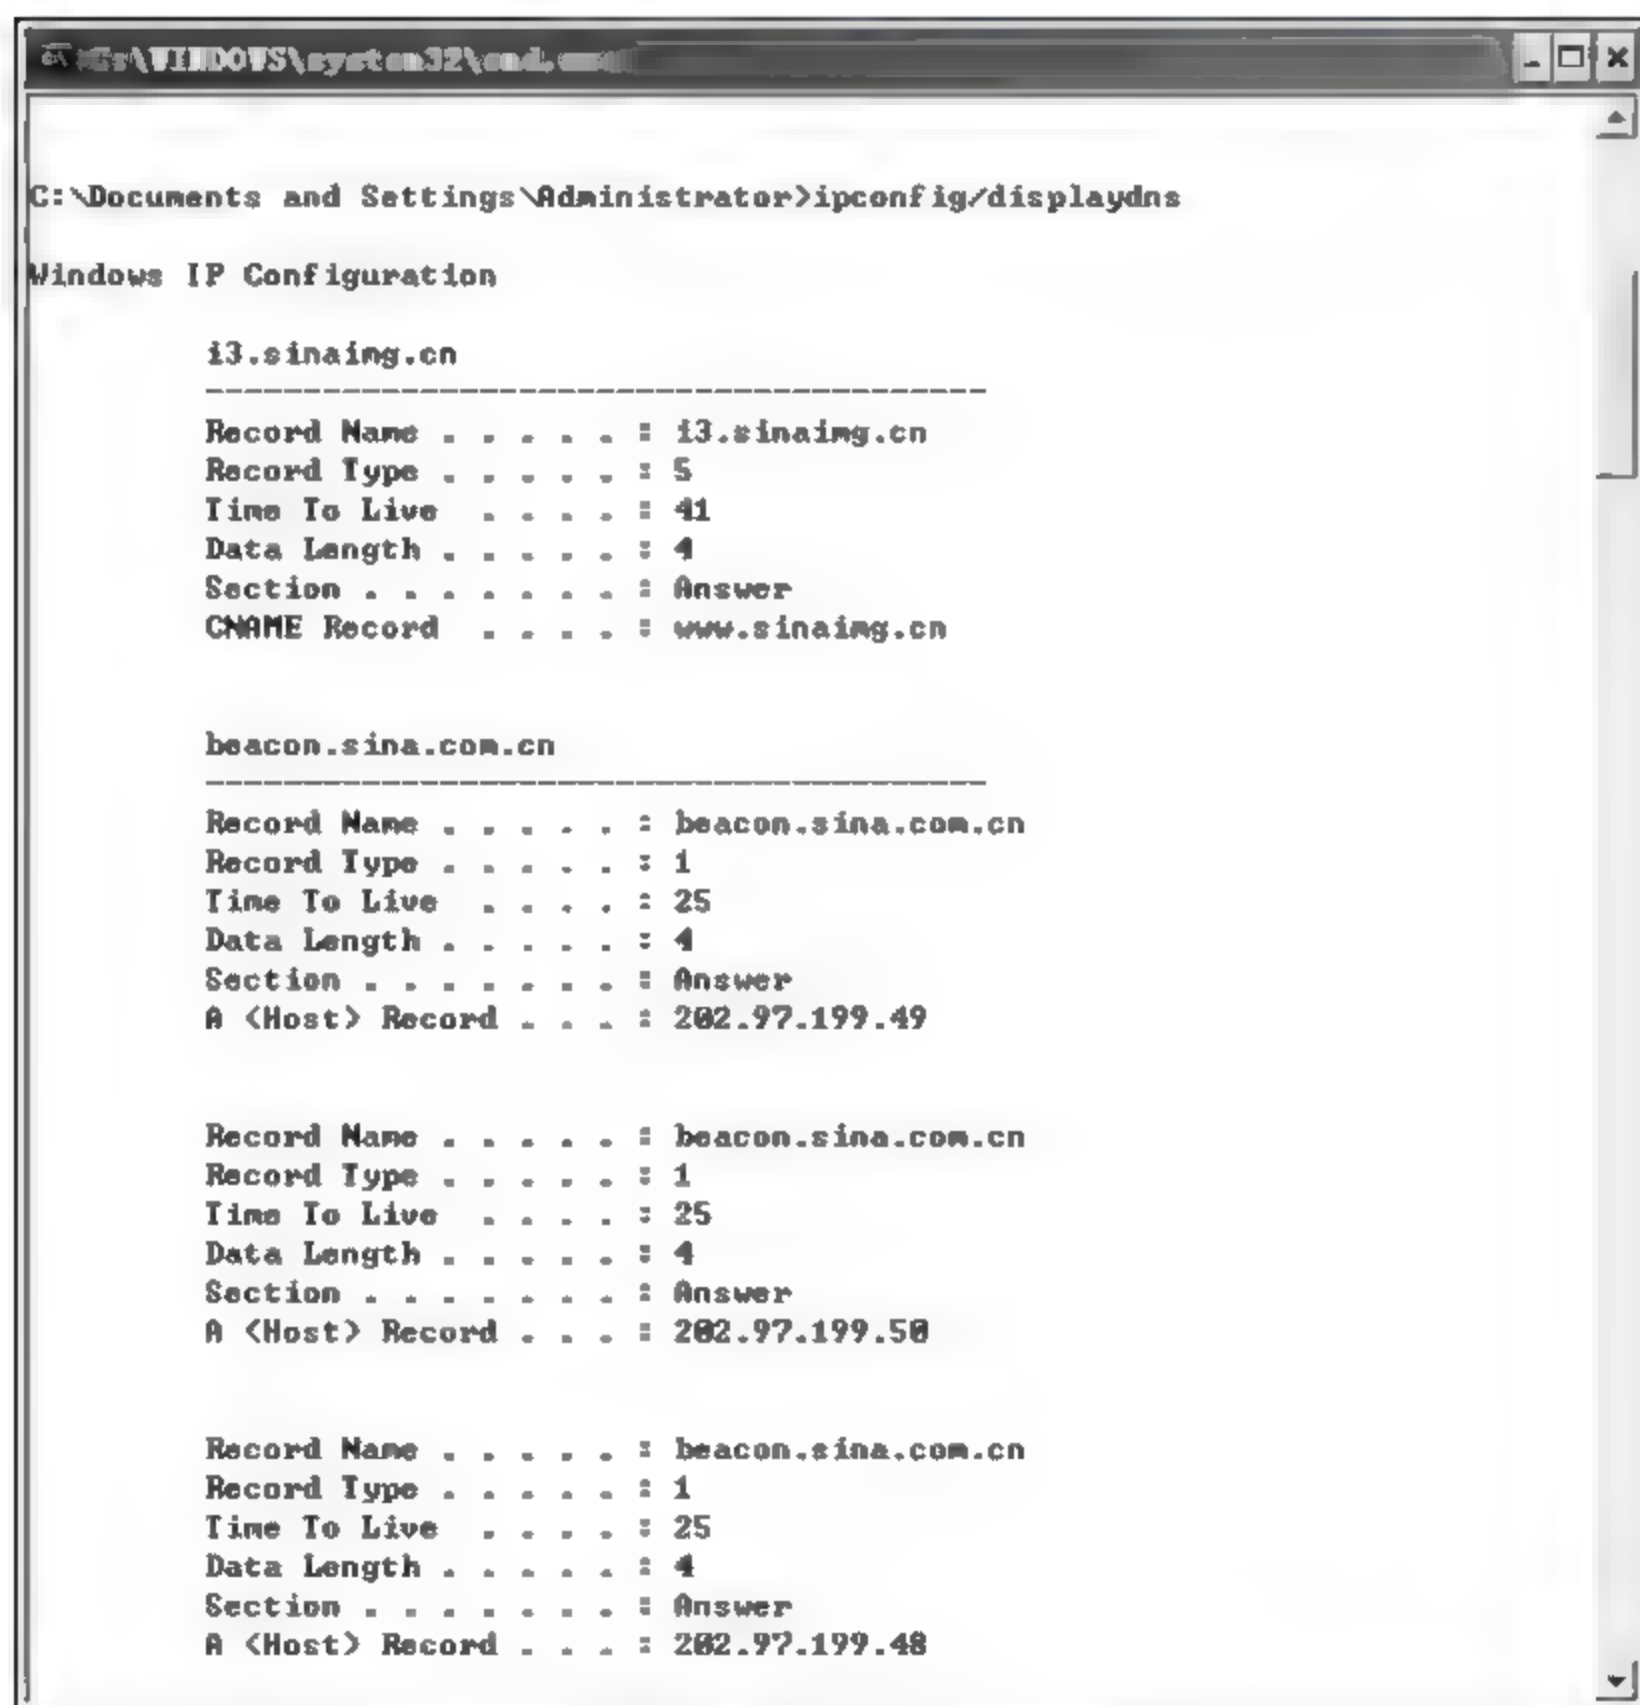 C:\WINDOWS\system32\cmd.exe
C:\Documents and Settings\Administrator>ipconfig/displaydns
Windows IP Configuration
i3.sinaimg.cn
----------------------------------------
Record Name . . . . . : i3.sinaimg.cn
Record Type . . . . . : 5
Time To Live  . . . . : 41
Data Length . . . . . : 4
Section . . . . . . . : Answer
CNAME Record  . . . . : www.sinaimg.cn
beacon.sina.com.cn
----------------------------------------
Record Name . . . . . : beacon.sina.com.cn
Record Type . . . . . : 1
Time To Live  . . . . : 25
Data Length . . . . . : 4
Section . . . . . . . : Answer
A (Host) Record . . . : 202.97.199.49
Record Name . . . . . : beacon.sina.com.cn
Record Type . . . . . : 1
Time To Live  . . . . : 25
Data Length . . . . . : 4
Section . . . . . . . : Answer
A (Host) Record . . . : 202.97.199.50
Record Name . . . . . : beacon.sina.com.cn
Record Type . . . . . : 1
Time To Live  . . . . : 25
Data Length . . . . . : 4
Section . . . . . . . : Answer
A (Host) Record . . . : 202.97.199.48